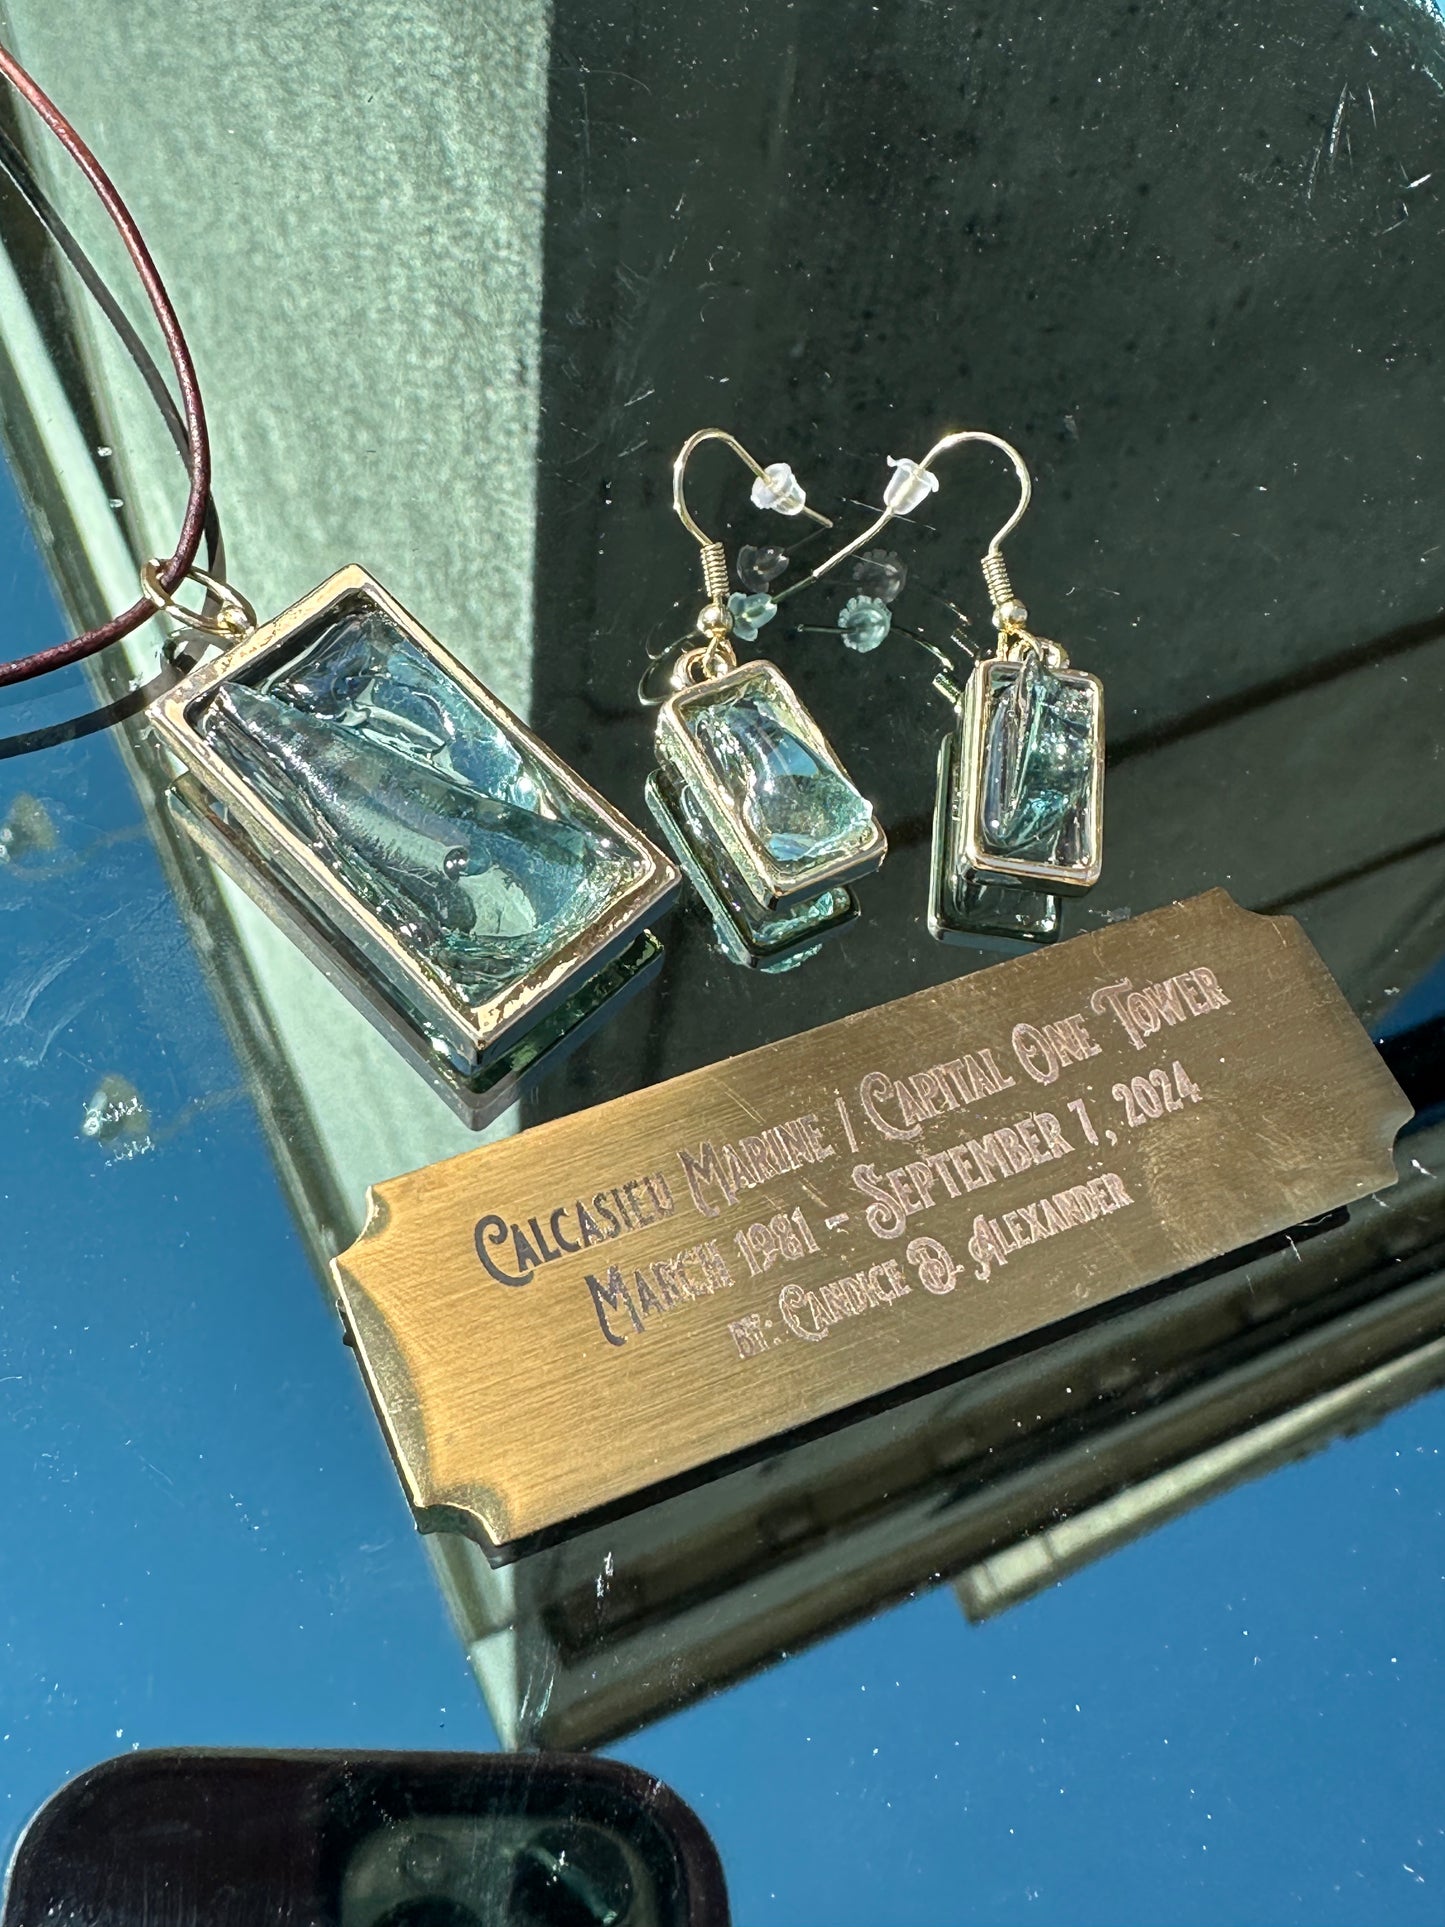 Calcasieu Marine / Capital One Tower
March 1981 - September 7, 2024
by: Candice D. Alexander